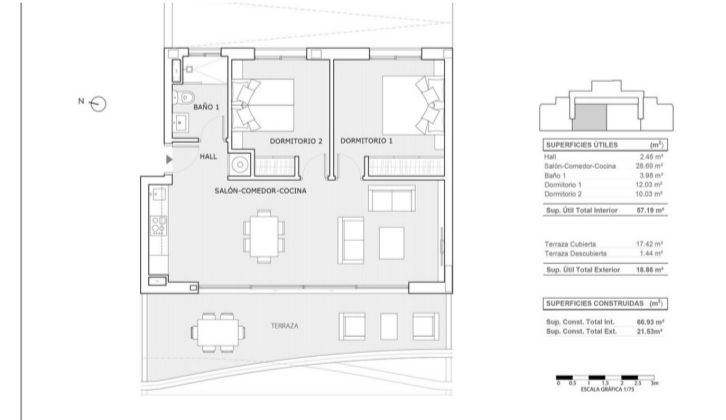 N
BAÑO 1
DORMITORIO 2
DORMITORIO 1
HALL
SALÓN-COMEDOR-COCINA
TERRAZA
SUPERFICIES ÚTILES (m²)
Hall 2.46 m²
Salón-Comedor-Cocina 28.69 m²
Baño 1 3.98 m²
Dormitorio 1 12.03 m²
Dormitorio 2 10.03 m²
Sup. Útil Total Interior 57.19 m²
Terraza Cubierta 17.42 m²
Terraza Descubierta 1.44 m²
Sup. Útil Total Exterior 18.86 m²
SUPERFICIES CONSTRUIDAS (m²)
Sup. Const. Total Int. 66,93 m²
Sup. Const. Total Ext. 21,53m²
0 0.5 1 1.5 2 2.5 3m
ESCALA GRÁFICA 1/75